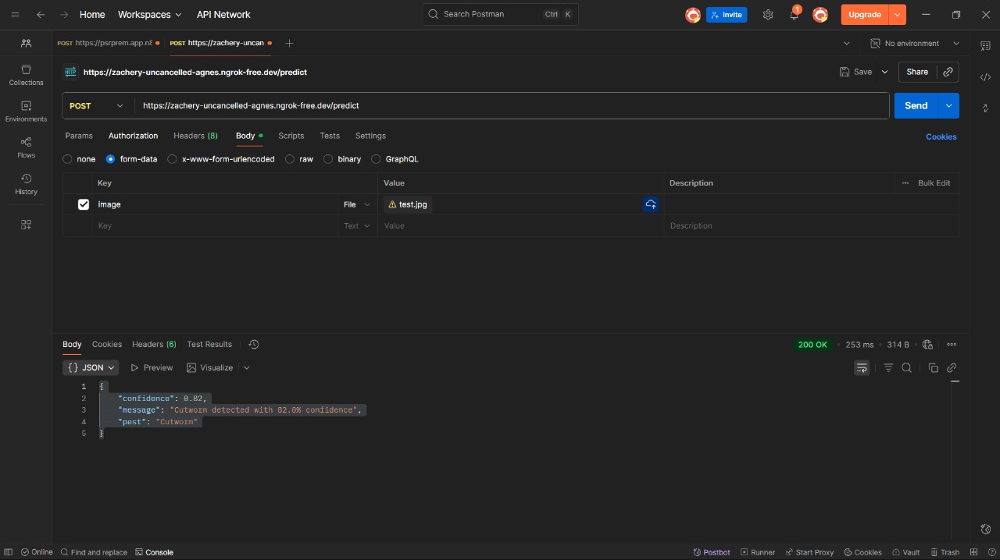 Home Workspaces API Network Search Postman Ctrl K Invite 1 Upgrade
POST https://psrprem.app.n8 POST https://zachery-uncan No environment
https://zachery-uncancelled-agnes.ngrok-free.dev/predict Save Share
POST https://zachery-uncancelled-agnes.ngrok-free.dev/predict Send
Collections
Environments
Flows
History
Params Authorization Headers (8) Body Scripts Tests Settings Cookies
none form-data x-www-form-urlencoded raw binary GraphQL
Key Value Description Bulk Edit
image File test.jpg
Key Text Value Description
Body Cookies Headers (6) Test Results 200 OK 253 ms 314 B
{} JSON Preview Visualize
1 {
2 "confidence": 0.82,
3 "message": "Cutworm detected with 82.0% confidence",
4 "pest": "Cutworm"
5 }
Online Find and replace Console Postbot Runner Start Proxy Cookies Vault Trash